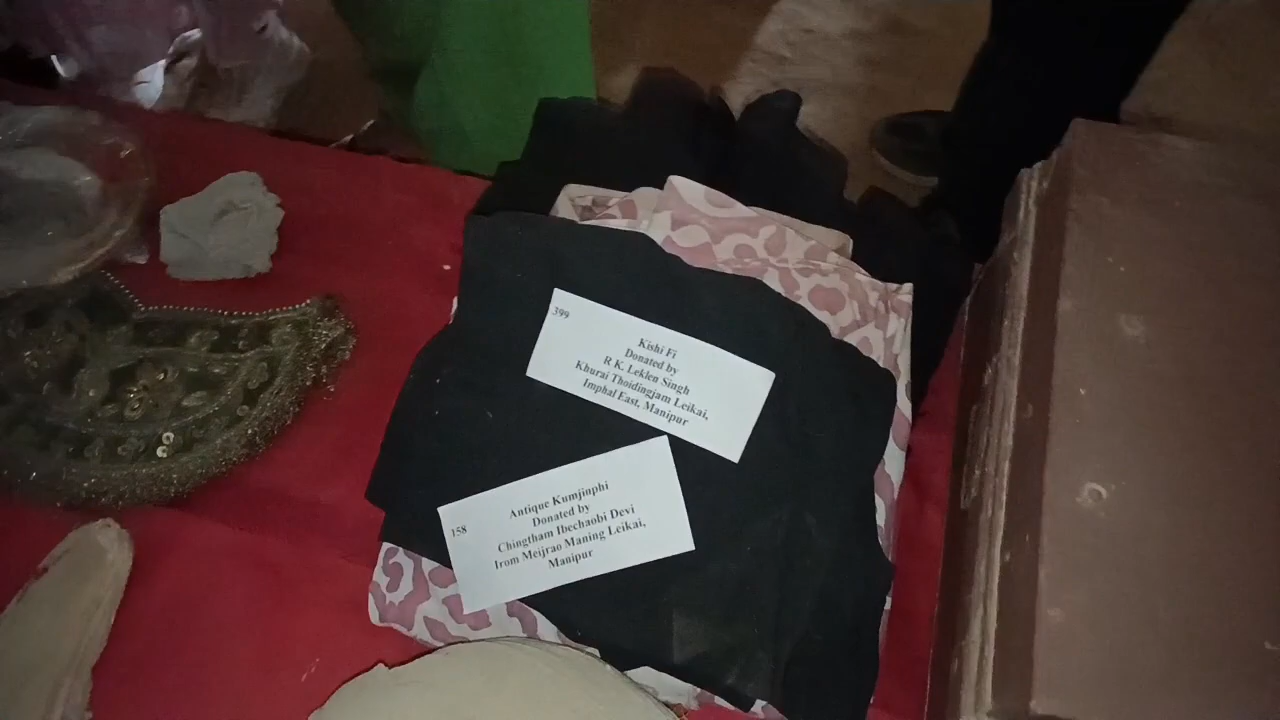 399
Kishi Fi
Donated by
R K. Leklen Singh
Khurai Thoidingjam Leikai,
Imphal East, Manipur
158
Antique Kumjinphi
Donated by
Chingtham Ibechaobi Devi
Irom Meijrao Maning Leikai,
Manipur